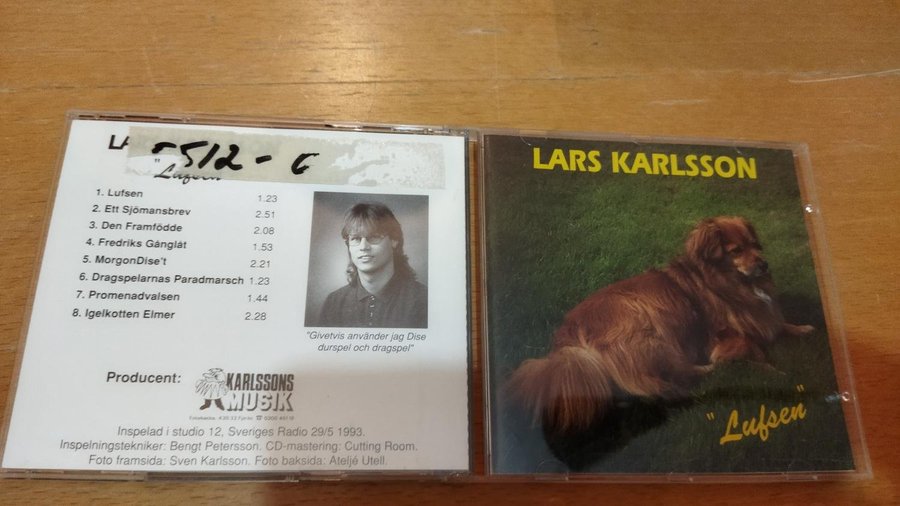 LA
-512- C
"Lufsen"
1. Lufsen 1.23
2. Ett Sjömansbrev 2.51
3. Den Framfödde 2.08
4. Fredriks Gånglåt 1.53
5. MorgonDise't 2.21
6. Dragspelarnas Paradmarsch 1.23
7. Promenadvalsen 1.44
8. Igelkotten Elmer 2.28
"Givetvis använder jag Dise
durspel och dragspel"
Producent: KARLSSONS
MUSIK
Inspelad i studio 12, Sveriges Radio 29/5 1993.
Inspelningstekniker: Bengt Petersson. CD-mastering: Cutting Room.
Foto framsida: Sven Karlsson. Foto baksida: Ateljé Utell.
LARS KARLSSON
"Lufsen"